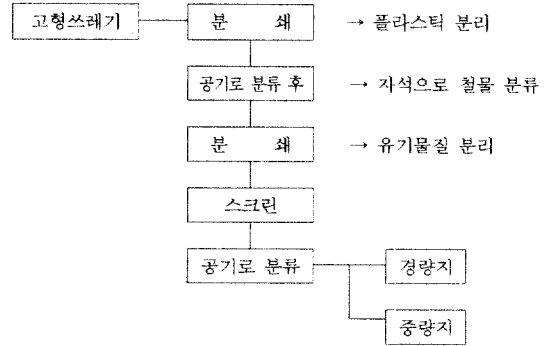 고형쓰레기 분 쇄 → 플라스틱 분리
공기로 분류 후 → 자석으로 철물 분류
분 쇄 → 유기물질 분리
스크린
공기로 분류 경량지
중량지